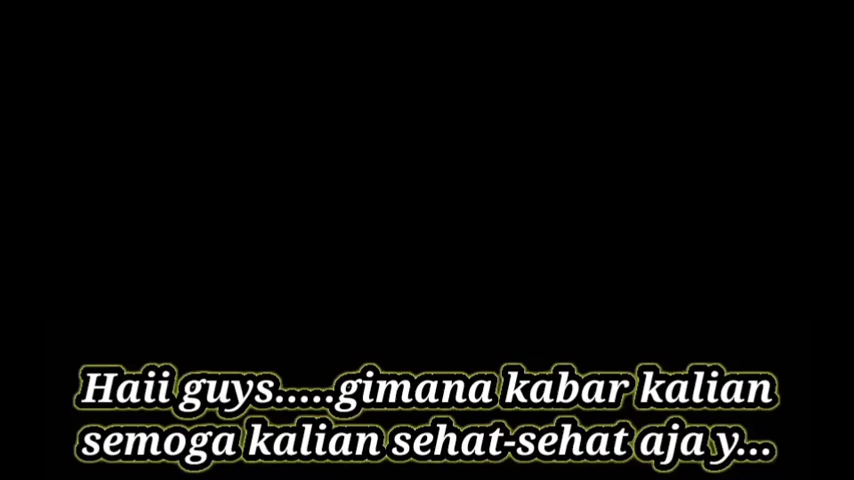 Haii guys.....gimana kabar kalian
semoga kalian sehat-sehat aja y...